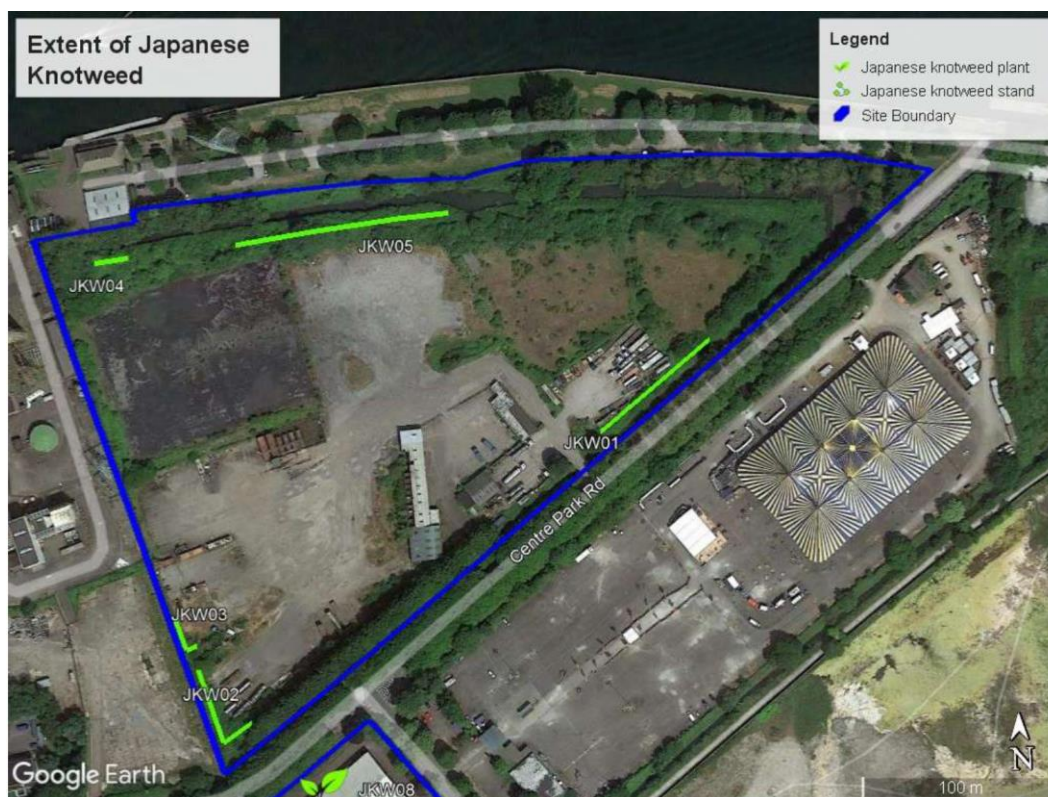 Extent of Japanese
Knotweed
Legend
Japanese knotweed plant
Japanese knotweed stand
Site Boundary
JKW05
JKW04
JKW01
Centre Park Rd
JKW03
JKW02
JKW08
Google Earth
N
100 m